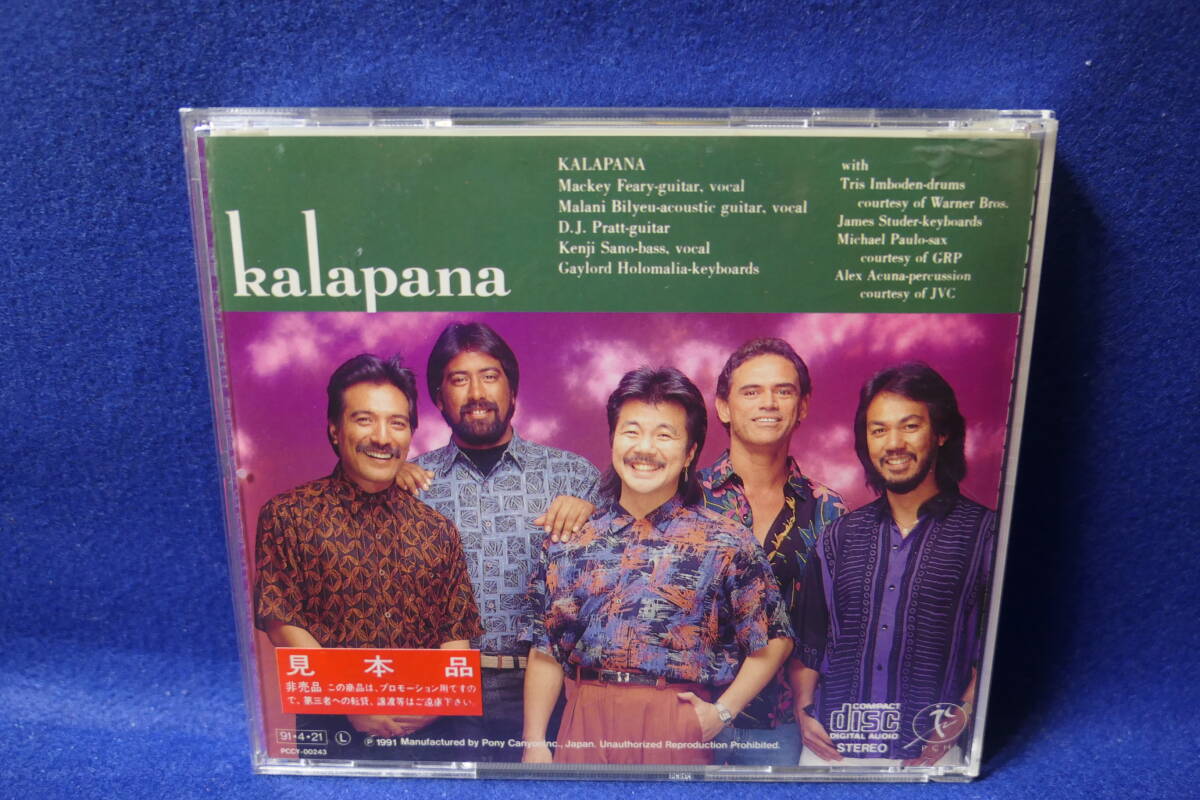 kalapana
KALAPANA
Mackey Feary-guitar, vocal
Malani Bilyeu-acoustic guitar, vocal
D.J. Pratt-guitar
Kenji Sano-bass, vocal
Gaylord Holomalia-keyboards
with
Tris Imboden-drums
courtesy of Warner Bros.
James Studer-keyboards
Michael Paulo-sax
courtesy of GRP
Alex Acuna-percussion
courtesy of JVC
見本品
非売品 この商品は、プロモーション用ですの
で、第三者への転貸、譲渡等はご遠慮下さい。
91・4・21 Ⓛ ℗ 1991 Manufactured by Pony Canyon Inc., Japan. Unauthorized Reproduction Prohibited.
PCCY-00243
COMPACT
disc
DIGITAL AUDIO
STEREO